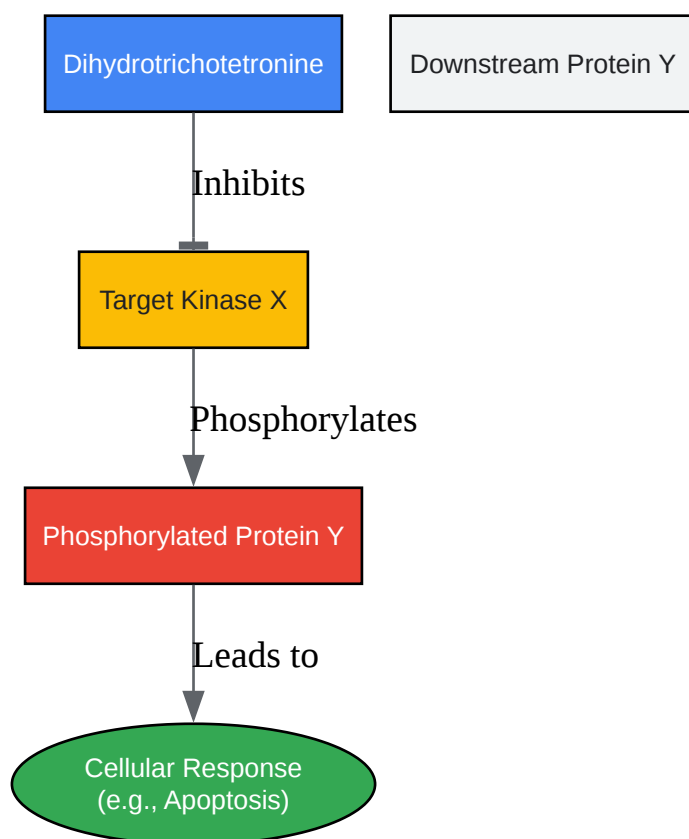 Dihydrotrichotetronine
Downstream Protein Y
Inhibits
Target Kinase X
Phosphorylates
Phosphorylated Protein Y
Leads to
Cellular Response
(e.g., Apoptosis)